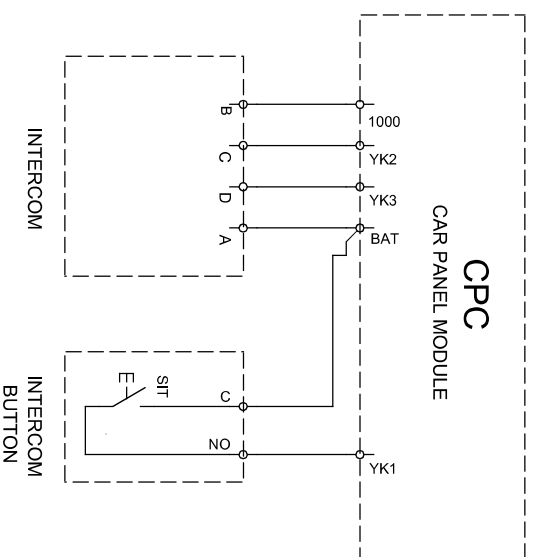 B
1000
C
YK2
D
YK3
A
BAT
INTERCOM
CPC
CAR PANEL MODULE
SIT
E
C
NO
YK1
INTERCOM
BUTTON